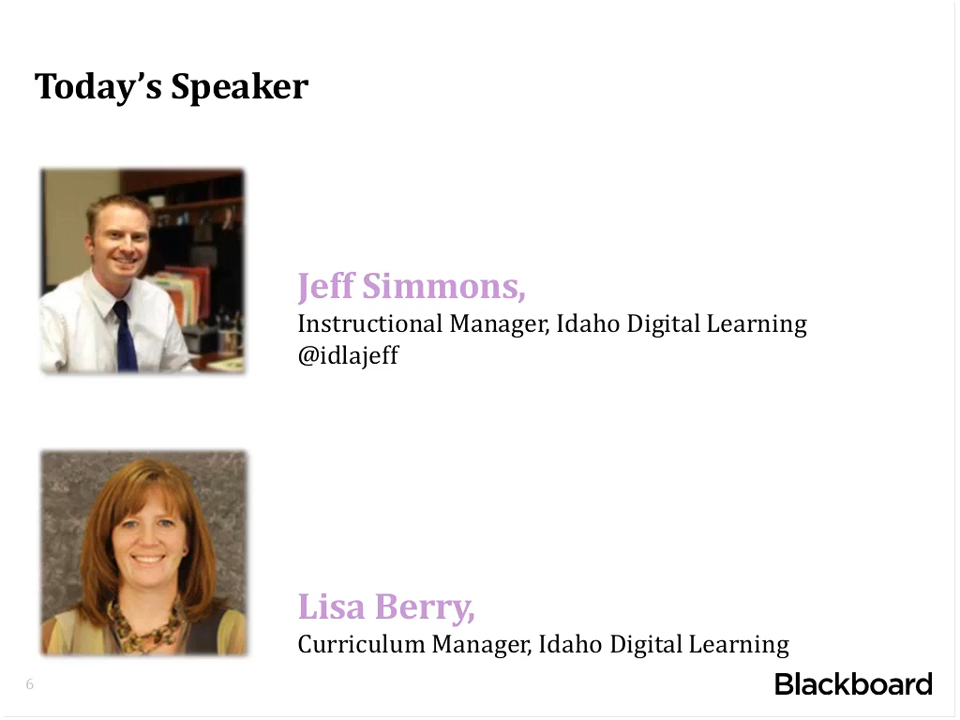 Today’s Speaker
Jeff Simmons,
Instructional Manager, Idaho Digital Learning
@idlajeff
Lisa Berry,
Curriculum Manager, Idaho Digital Learning
6
Blackboard